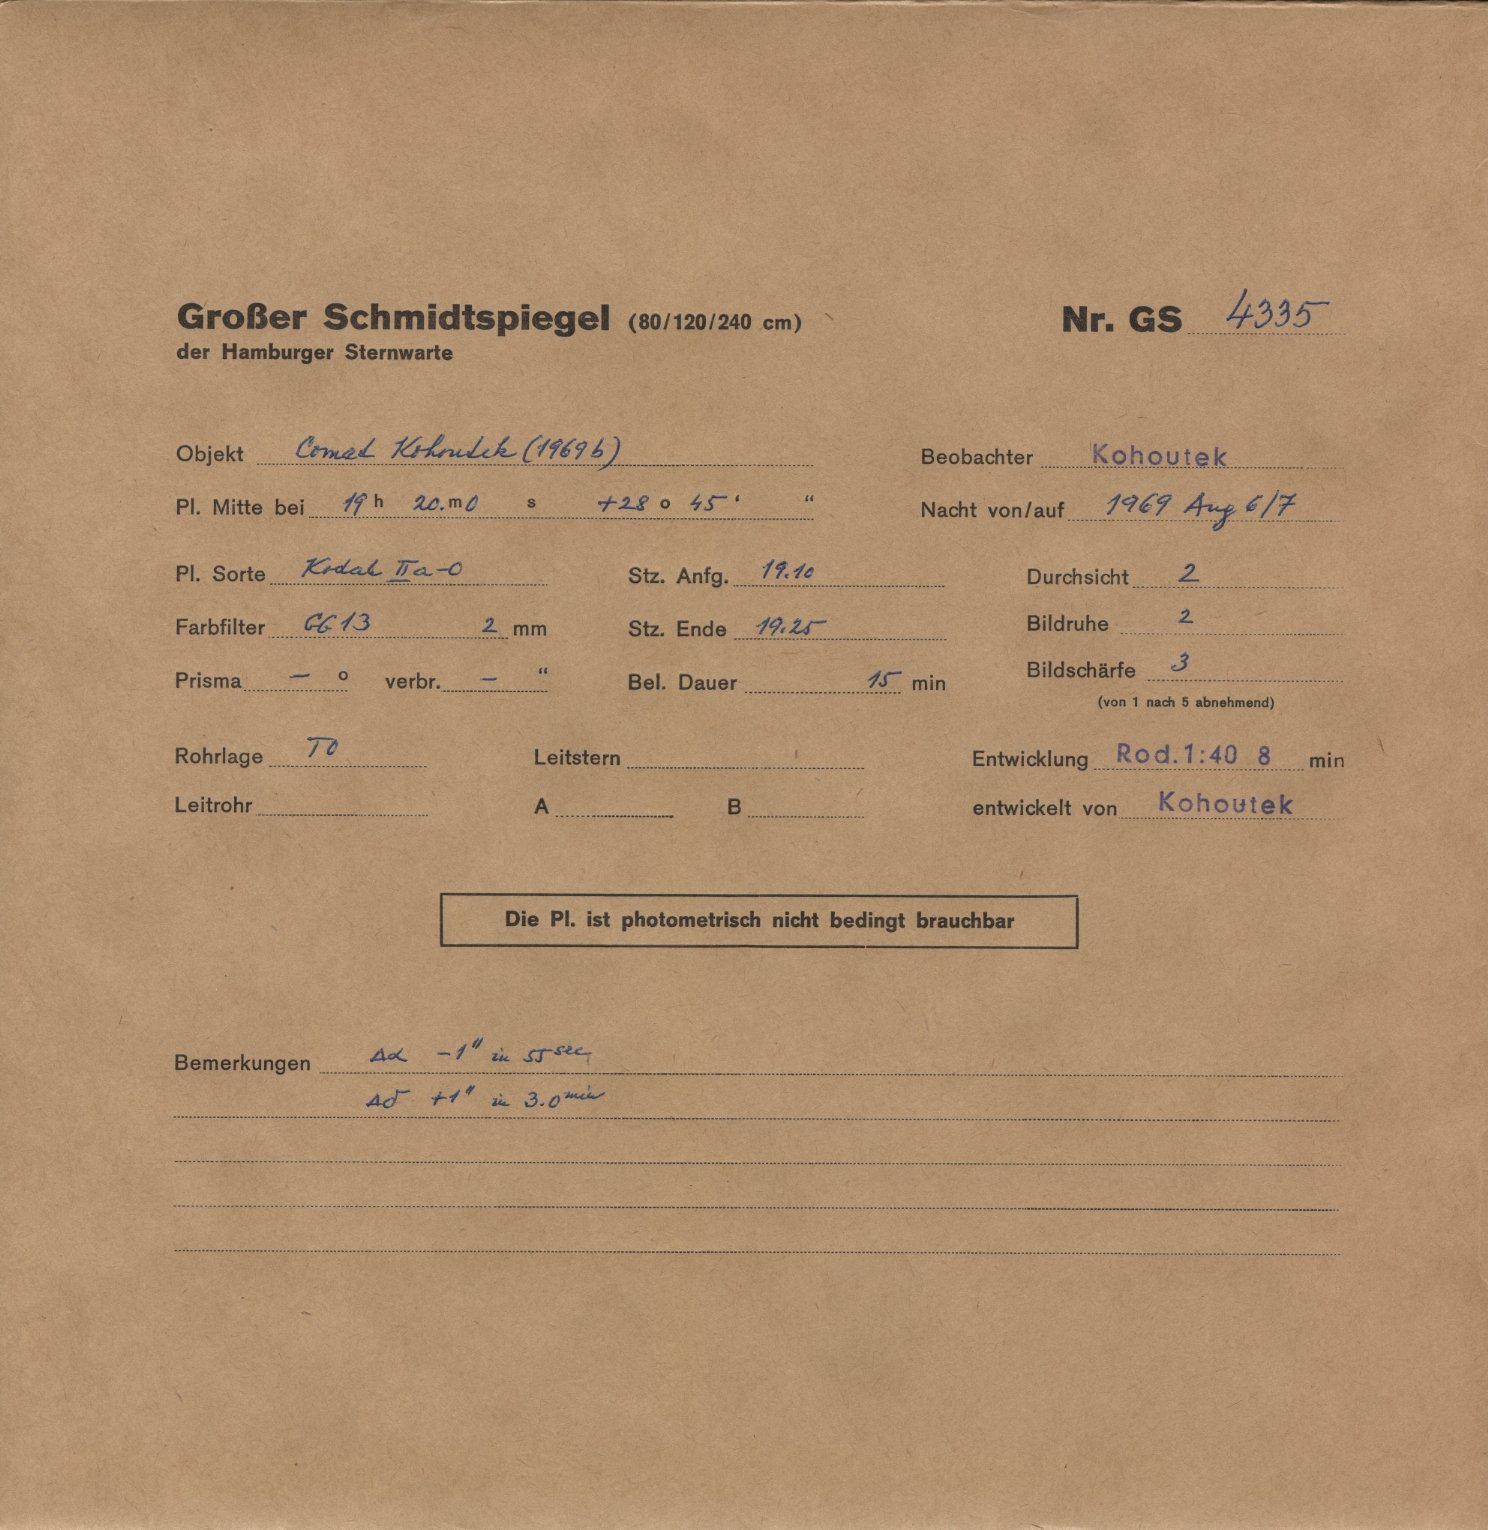 Großer Schmidtspiegel (80/120/240 cm) Nr. GS 4335
der Hamburger Sternwarte
Objekt Comet Kohoutek (1969b) Beobachter Kohoutek
Pl. Mitte bei 19 h 20. m 0 s +28 o 45 ' “ Nacht von/auf 1969 Aug 6/7
Pl. Sorte Kodak IIa-O Stz. Anfg. 19.10 Durchsicht 2
Farbfilter GG13 2 mm Stz. Ende 19.25 Bildruhe 2
Prisma — o verbr. — “ Bel. Dauer 15 min Bildschärfe 3
(von 1 nach 5 abnehmend)
Rohrlage TO Leitstern Entwicklung Rod. 1:40 8 min
Leitrohr A B entwickelt von Kohoutek
Die Pl. ist photometrisch nicht bedingt brauchbar
Bemerkungen Δα -1" in 55 sec
Δδ +1" in 3.0 min